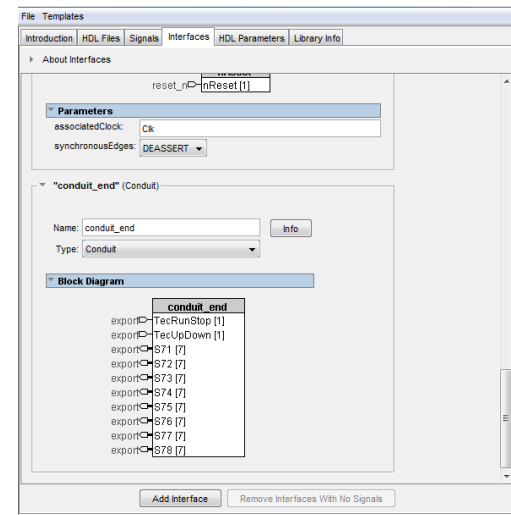 File Templates
Introduction HDL Files Signals Interfaces HDL Parameters Library Info
About Interfaces
reset_n nReset [1]
Parameters
associatedClock: Clk
synchronousEdges: DEASSERT
"conduit_end" (Conduit)
Name: conduit_end Info
Type: Conduit
Block Diagram
conduit_end
export TecRunStop [1]
export TecUpDown [1]
export S71 [7]
export S72 [7]
export S73 [7]
export S74 [7]
export S75 [7]
export S76 [7]
export S77 [7]
export S78 [7]
Add Interface Remove Interfaces With No Signals